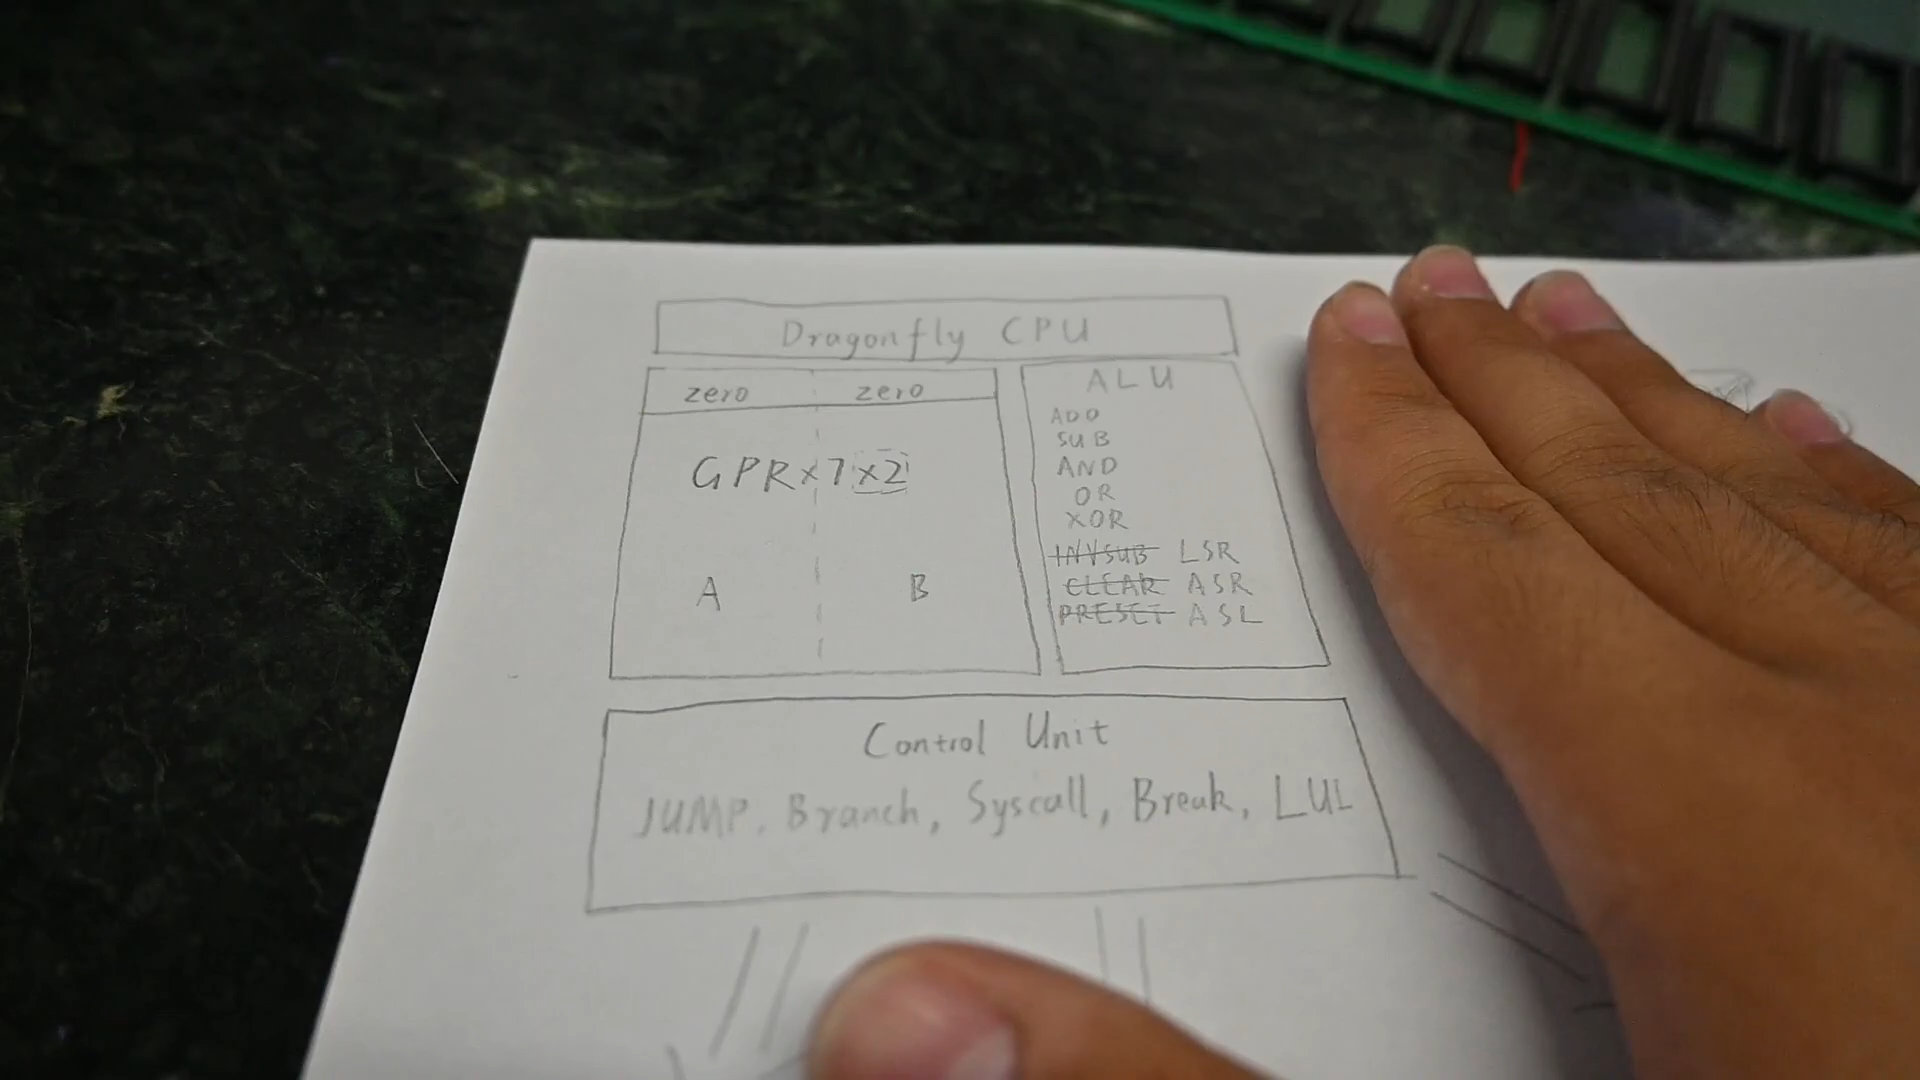 Dragonfly CPU
zero zero
GPR×7×2
A B
ALU
ADD
SUB
AND
OR
XOR
INVSUB LSR
CLEAR ASR
PRESET ASL
Control Unit
JUMP, Branch, Syscall, Break, LUI